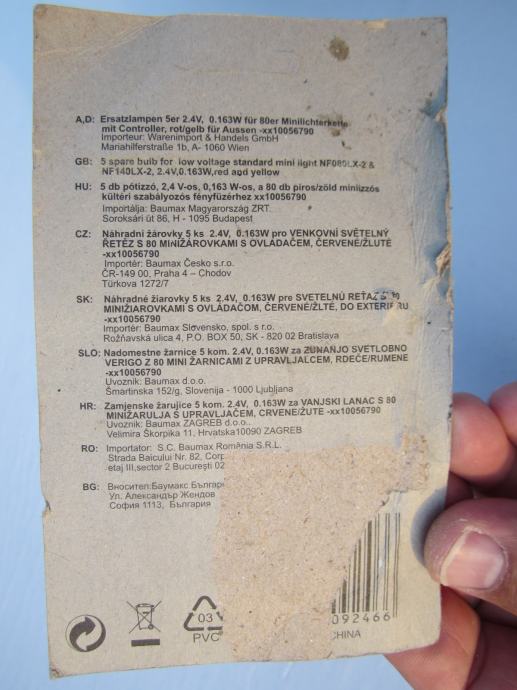 A,D: Ersatzlampen 5er 2.4V, 0.163W für 80er Minilichterkette
mit Controller, rot/gelb für Aussen -xx10056790
Importeur: Warenimport & Handels GmbH
Mariahilferstraße 1b, A- 1060 Wien
GB: 5 spare bulb for low voltage standard mini light NF080LX-2 &
NF140LX-2, 2.4V,0.163W,red and yellow
HU: 5 db pótizzó, 2,4 V-os, 0,163 W-os, a 80 db piros/zöld miniizzós
kültéri szabályozós fényfüzérhez xx10056790
Importálja: Baumax Magyarország ZRT.
Soroksári út 86, H - 1095 Budapest
CZ: Náhradní žárovky 5 ks 2.4V, 0.163W pro VENKOVNÍ SVĚTELNÝ
ŘETĚZ S 80 MINIŽÁROVKAMI S OVLÁDAČEM, ČERVENÉ/ŽLUTÉ
-xx10056790
Importér: Baumax Česko s.r.o.
ČR-149 00, Praha 4 – Chodov
Türkova 1272/7
SK: Náhradné žiarovky 5 ks 2.4V, 0.163W pre SVETELNÚ REŤAZ S 80
MINIŽIAROVKAMI S OVLÁDAČOM, ČERVENÉ/ŽLTÉ, DO EXTERIÉRU
-xx10056790
Importér: Baumax Slovensko, spol. s r.o.
Rožňavská ulica 4, P.O. BOX 50, SK - 820 02 Bratislava
SLO: Nadomestne žarnice 5 kom. 2.4V, 0.163W za ZUNANJO SVETLOBNO
VERIGO Z 80 MINI ŽARNICAMI Z UPRAVLJALCEM, RDEČE/RUMENE
-xx10056790
Uvoznik: Baumax d.o.o.
Šmartinska 152/g, Slovenija - 1000 Ljubljana
HR: Zamjenske žarujice 5 kom. 2.4V, 0.163W za VANJSKI LANAC S 80
MINIŽARULJA S UPRAVLJAČEM, CRVENE/ŽUTE -xx10056790
Uvoznik: Baumax ZAGREB d.o.o..
Velimira Škorpika 11, Hrvatska10090 ZAGREB
RO: Importator: S.C. Baumax România S.R.L.
Strada Baicului Nr. 82, Corp
etaj III,sector 2 Bucureşti 02
BG: Вносител:Баумакс Българи
Ул. Александър Жендов
София 1113, България
03
PVC
092466
CHINA